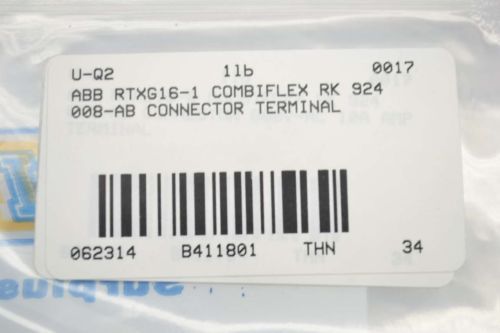 U-Q2 1lb 0017
ABB RTXG16-1 COMBIFLEX RK 924
008-AB CONNECTOR TERMINAL
062314 B411801 THN 34